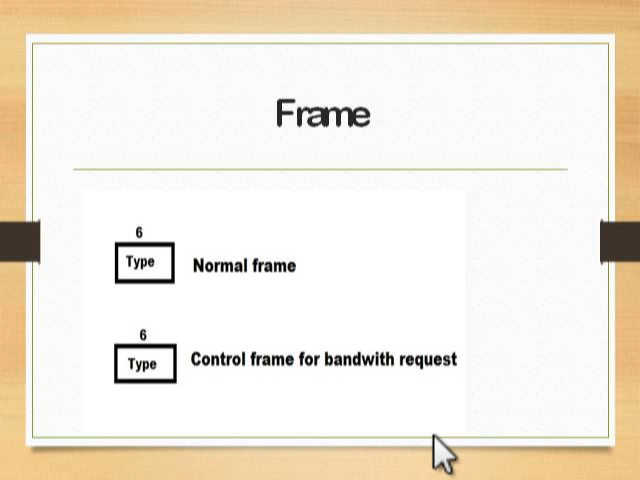 Frame
6
Type
Normal frame
6
Type
Control frame for bandwith request